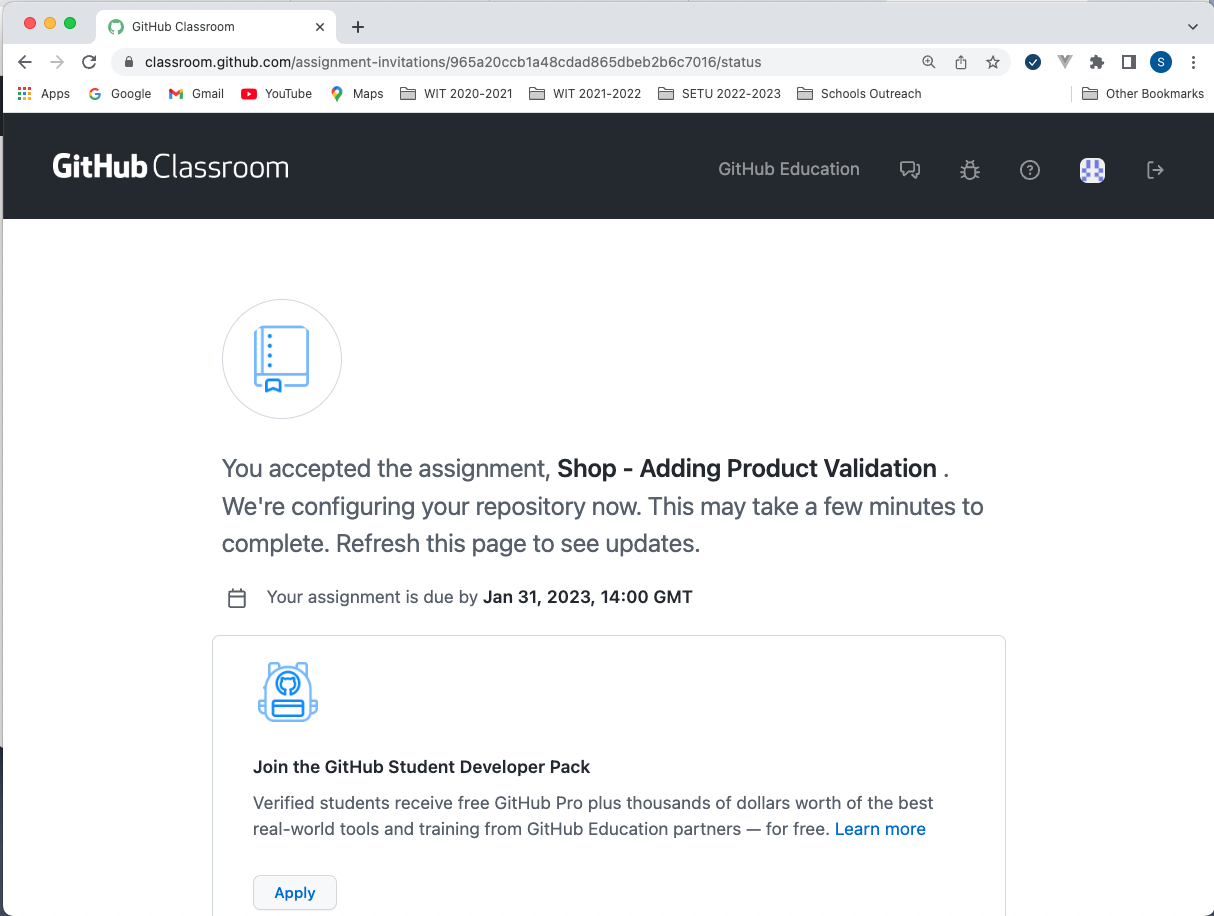 GitHub Classroom
classroom.github.com/assignment-invitations/965a20ccb1a48cdad865dbeb2b6c7016/status
S
Apps Google Gmail YouTube Maps WIT 2020-2021 WIT 2021-2022 SETU 2022-2023 Schools Outreach Other Bookmarks
GitHub Classroom GitHub Education
You accepted the assignment, Shop - Adding Product Validation .
We're configuring your repository now. This may take a few minutes to
complete. Refresh this page to see updates.
Your assignment is due by Jan 31, 2023, 14:00 GMT
Join the GitHub Student Developer Pack
Verified students receive free GitHub Pro plus thousands of dollars worth of the best
real-world tools and training from GitHub Education partners — for free. Learn more
Apply